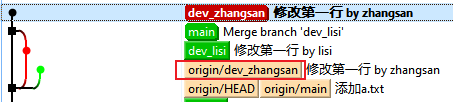 dev_zhangsan 修改第一行 by zhangsan
main Merge branch 'dev_lisi'
dev_lisi 修改第一行 by lisi
origin/dev_zhangsan 修改第一行 by zhangsan
origin/HEAD origin/main 添加a.txt